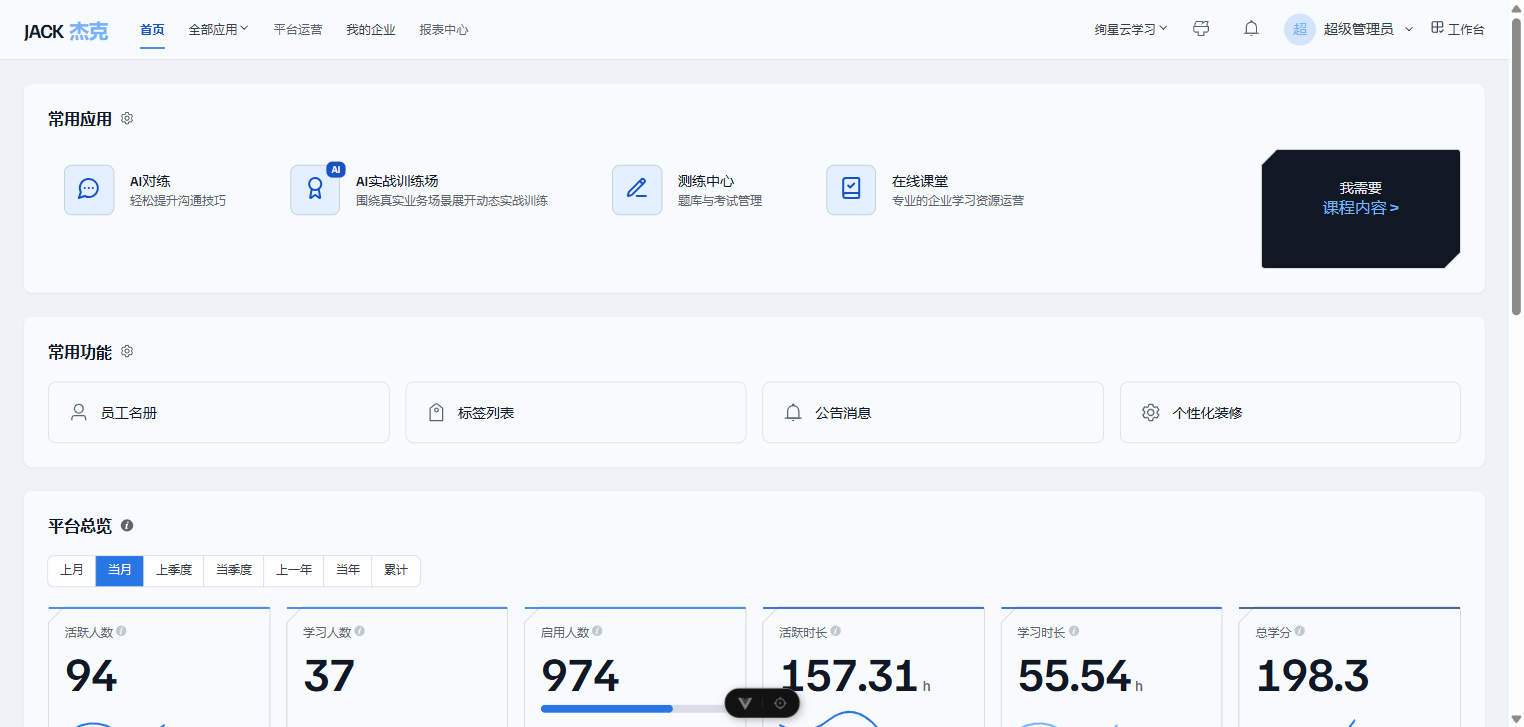 JACK 杰克
首页 全部应用 平台运营 我的企业 报表中心
绚星云学习
超 超级管理员
工作台
常用应用
AI对练
轻松提升沟通技巧
AI
AI实战训练场
围绕真实业务场景展开动态实战训练
测练中心
题库与考试管理
在线课堂
专业的企业学习资源运营
我需要
课程内容 >
常用功能
员工名册
标签列表
公告消息
个性化装修
平台总览
上月 当月 上季度 当季度 上一年 当年 累计
活跃人数
94
学习人数
37
启用人数
974
活跃时长
157.31 h
学习时长
55.54 h
总学分
198.3